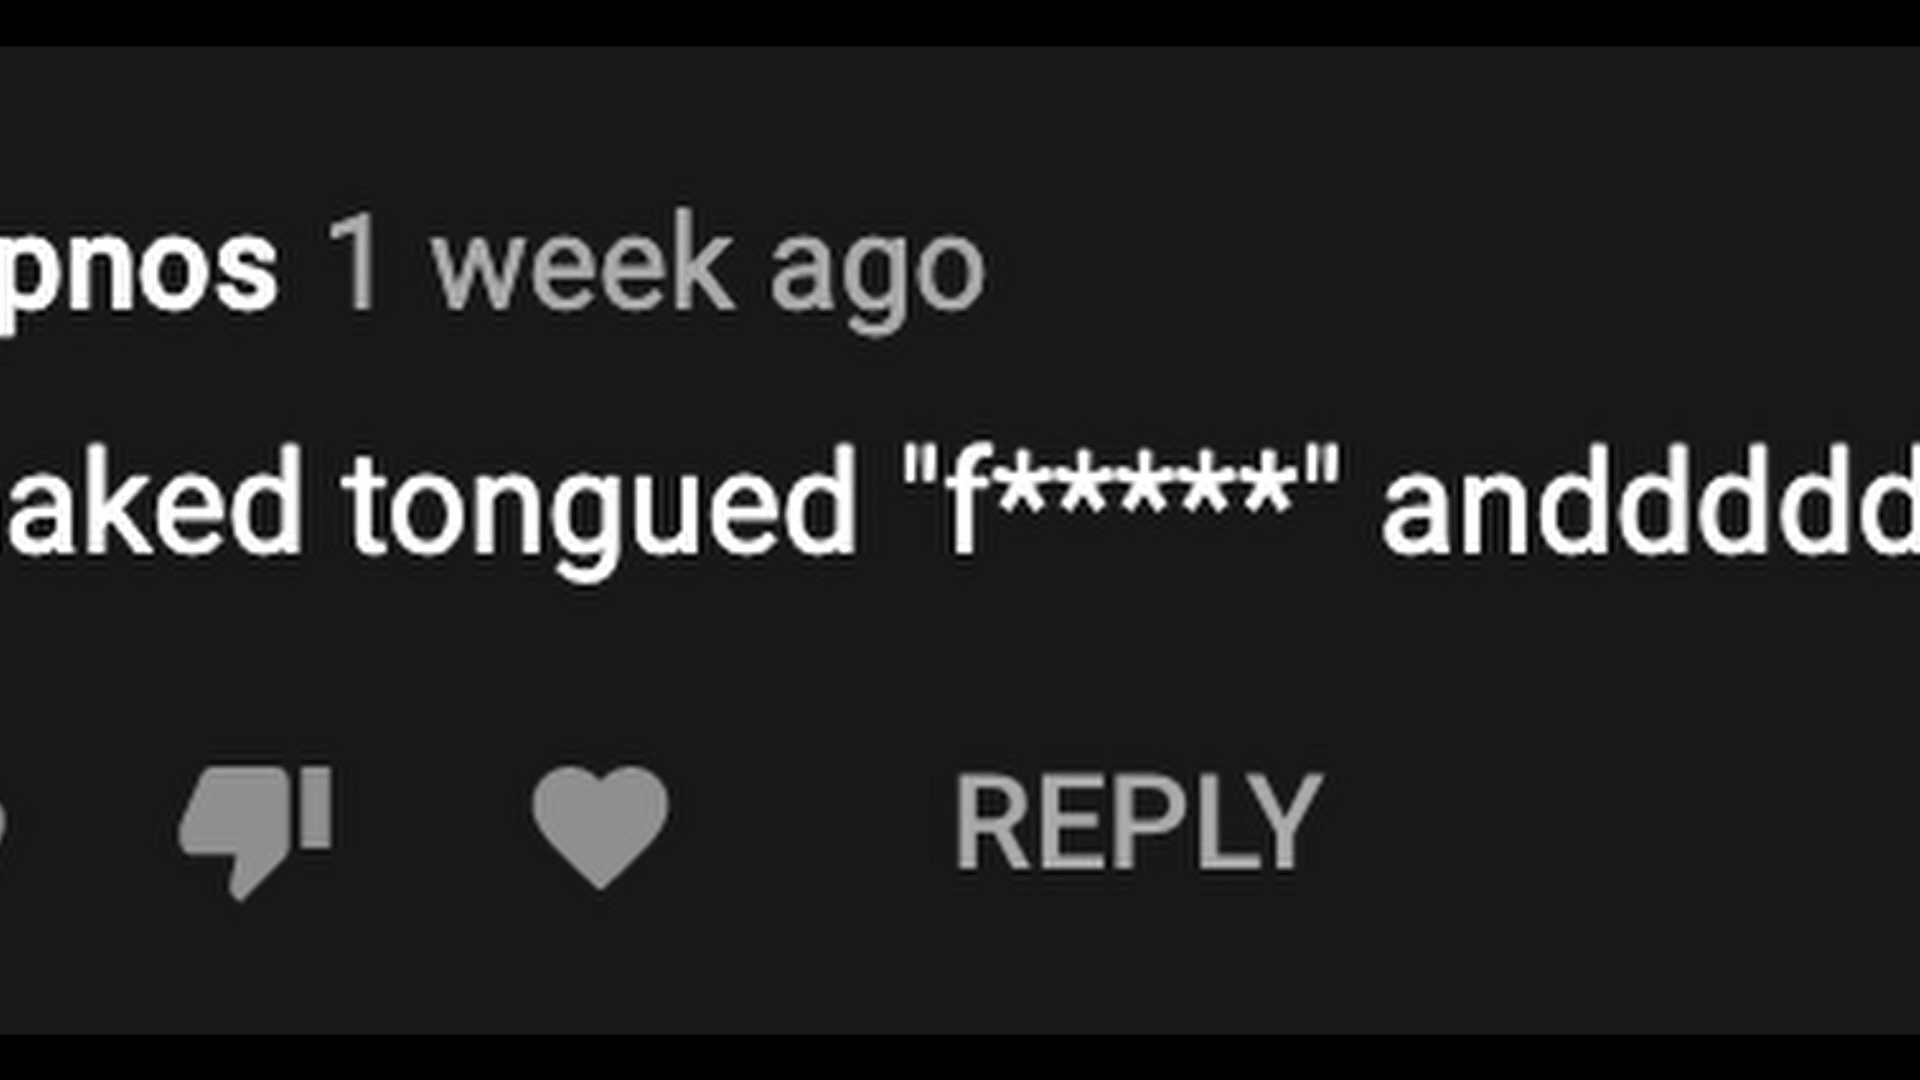 pnos 1 week ago
aked tongued "f*****" anddddd
REPLY